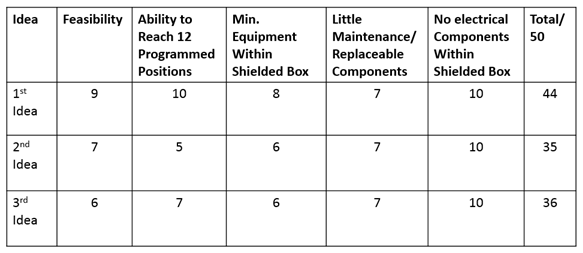 Idea Feasibility Ability to Reach 12 Programmed Positions Min. Equipment Within Shielded Box Little Maintenance/ Replaceable Components No electrical Components Within Shielded Box Total/ 50
1st Idea 9 10 8 7 10 44
2nd Idea 7 5 6 7 10 35
3rd Idea 6 7 6 7 10 36